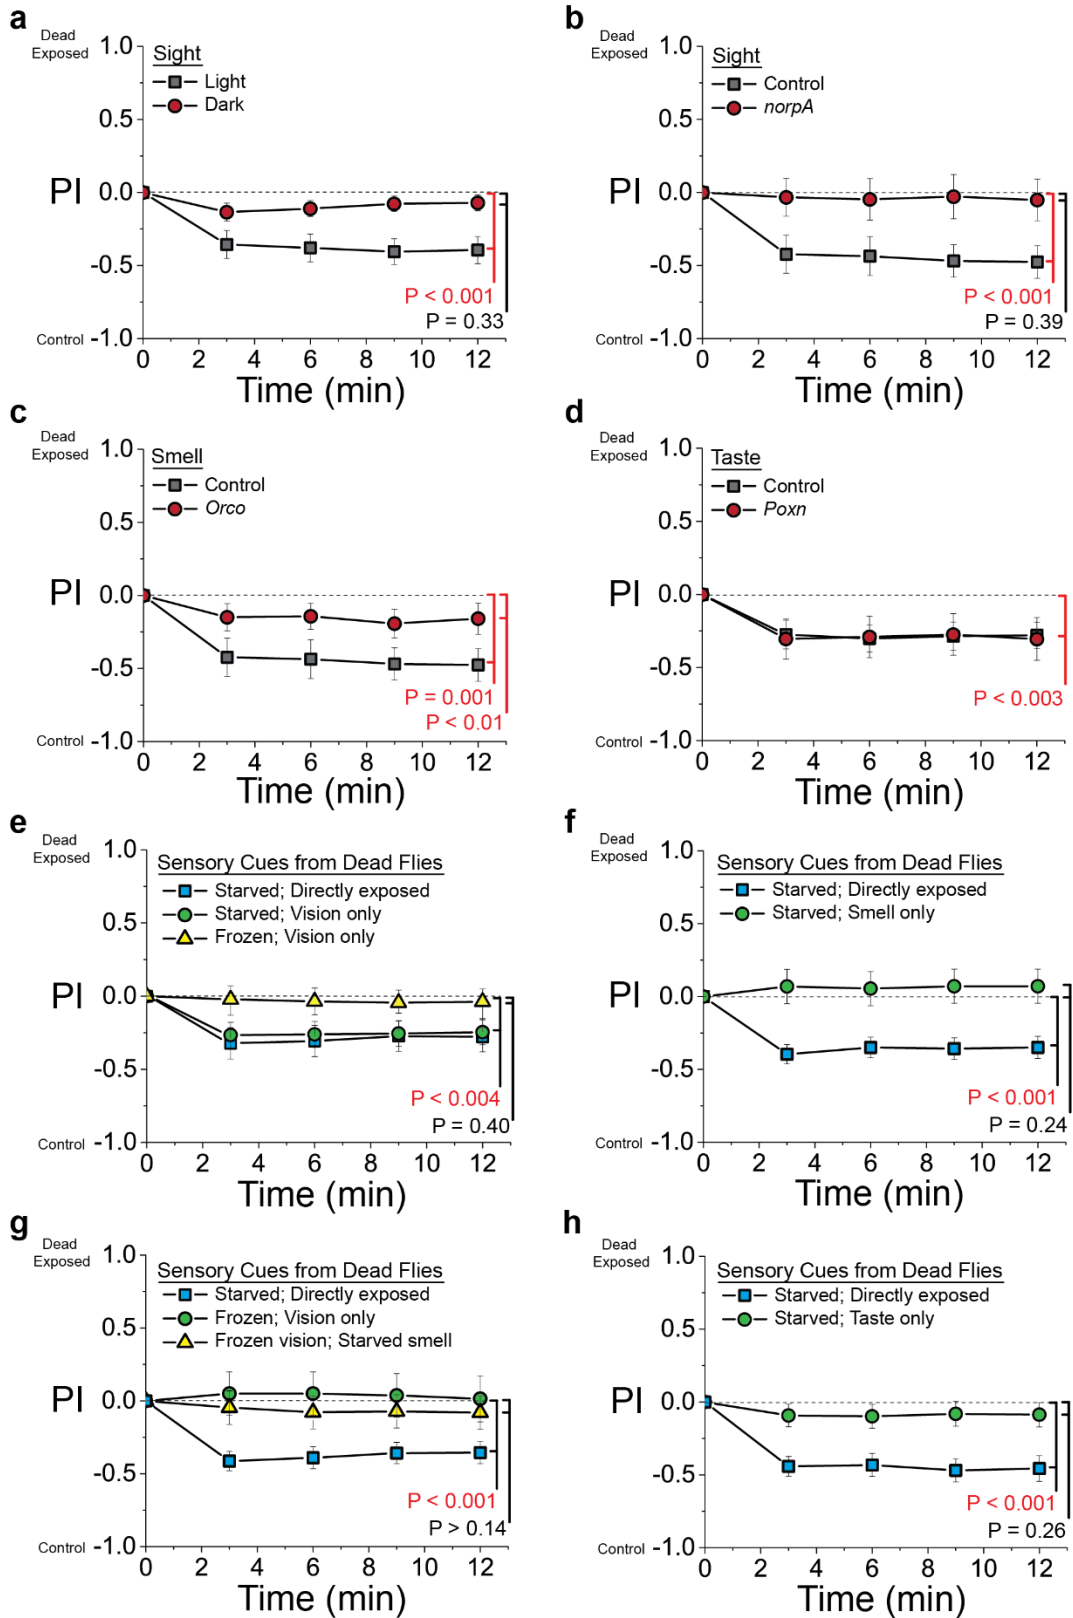 a
Dead
Exposed
1.0
Sight
Light
Dark
0.5
PI
0.0
-0.5
P < 0.001
P = 0.33
Control
-1.0
0 2 4 6 8 10 12
Time (min)
b
Dead
Exposed
1.0
Sight
Control
norpA
0.5
PI
0.0
-0.5
P < 0.001
P = 0.39
Control
-1.0
0 2 4 6 8 10 12
Time (min)
c
Dead
Exposed
1.0
Smell
Control
Orco
0.5
PI
0.0
-0.5
P = 0.001
P < 0.01
Control
-1.0
0 2 4 6 8 10 12
Time (min)
d
Dead
Exposed
1.0
Taste
Control
Poxn
0.5
PI
0.0
-0.5
P < 0.003
Control
-1.0
0 2 4 6 8 10 12
Time (min)
e
Dead
Exposed
1.0
Sensory Cues from Dead Flies
Starved; Directly exposed
Starved; Vision only
Frozen; Vision only
0.5
PI
0.0
-0.5
P < 0.004
P = 0.40
Control
-1.0
0 2 4 6 8 10 12
Time (min)
f
Dead
Exposed
1.0
Sensory Cues from Dead Flies
Starved; Directly exposed
Starved; Smell only
0.5
PI
0.0
-0.5
P < 0.001
P = 0.24
Control
-1.0
0 2 4 6 8 10 12
Time (min)
g
Dead
Exposed
1.0
Sensory Cues from Dead Flies
Starved; Directly exposed
Frozen; Vision only
Frozen vision; Starved smell
0.5
PI
0.0
-0.5
P < 0.001
P > 0.14
Control
-1.0
0 2 4 6 8 10 12
Time (min)
h
Dead
Exposed
1.0
Sensory Cues from Dead Flies
Starved; Directly exposed
Starved; Taste only
0.5
PI
0.0
-0.5
P < 0.001
P = 0.26
Control
-1.0
0 2 4 6 8 10 12
Time (min)